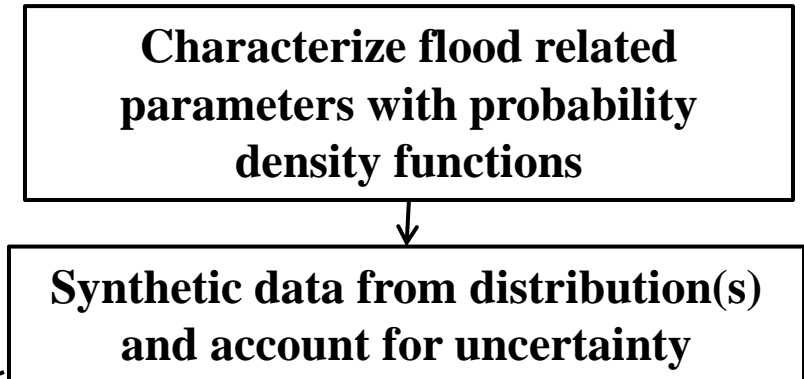 Characterize flood related
parameters with probability
density functions
Synthetic data from distribution(s)
and account for uncertainty